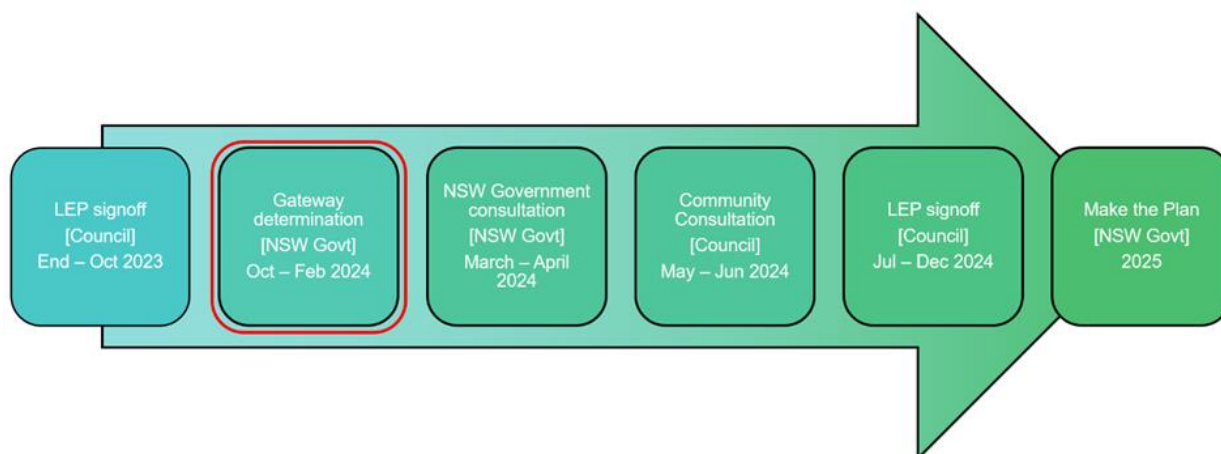 LEP signoff
[Council]
End – Oct 2023
Gateway
determination
[NSW Govt]
Oct – Feb 2024
NSW Government
consultation
[NSW Govt]
March – April
2024
Community
Consultation
[Council]
May – Jun 2024
LEP signoff
[Council]
Jul – Dec 2024
Make the Plan
[NSW Govt]
2025